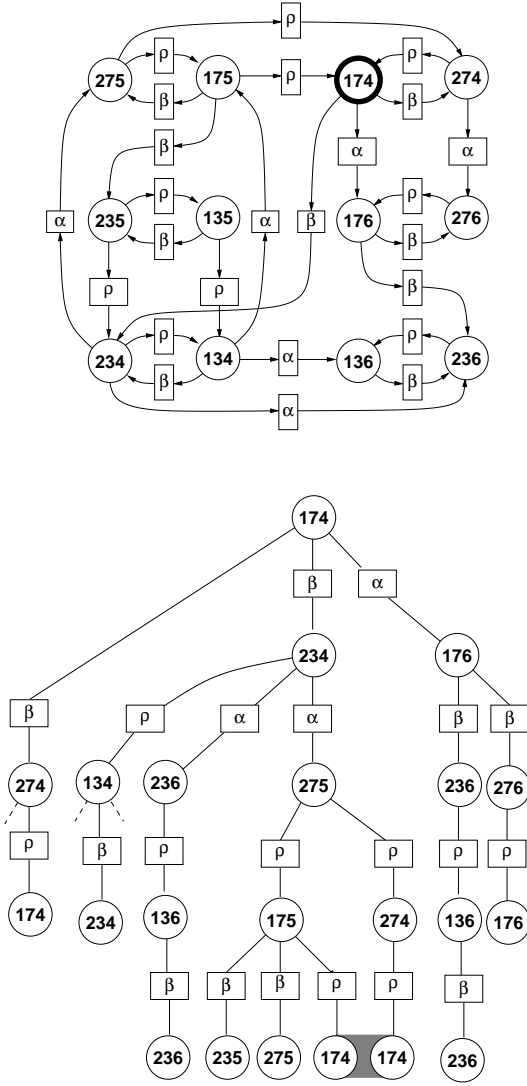 ρ
275 ρ 175 ρ 174 ρ 274
β β
β α α
α 235 ρ 135 α β 176 ρ 276
β β
ρ ρ β
234 ρ 134 α 136 ρ 236
β β
α
174
β α
234 176
β ρ α α β β
274 134 236 275 236 276
ρ β ρ ρ ρ ρ ρ
174 234 136 175 274 136 176
β β β ρ ρ β
236 235 275 174 174 236